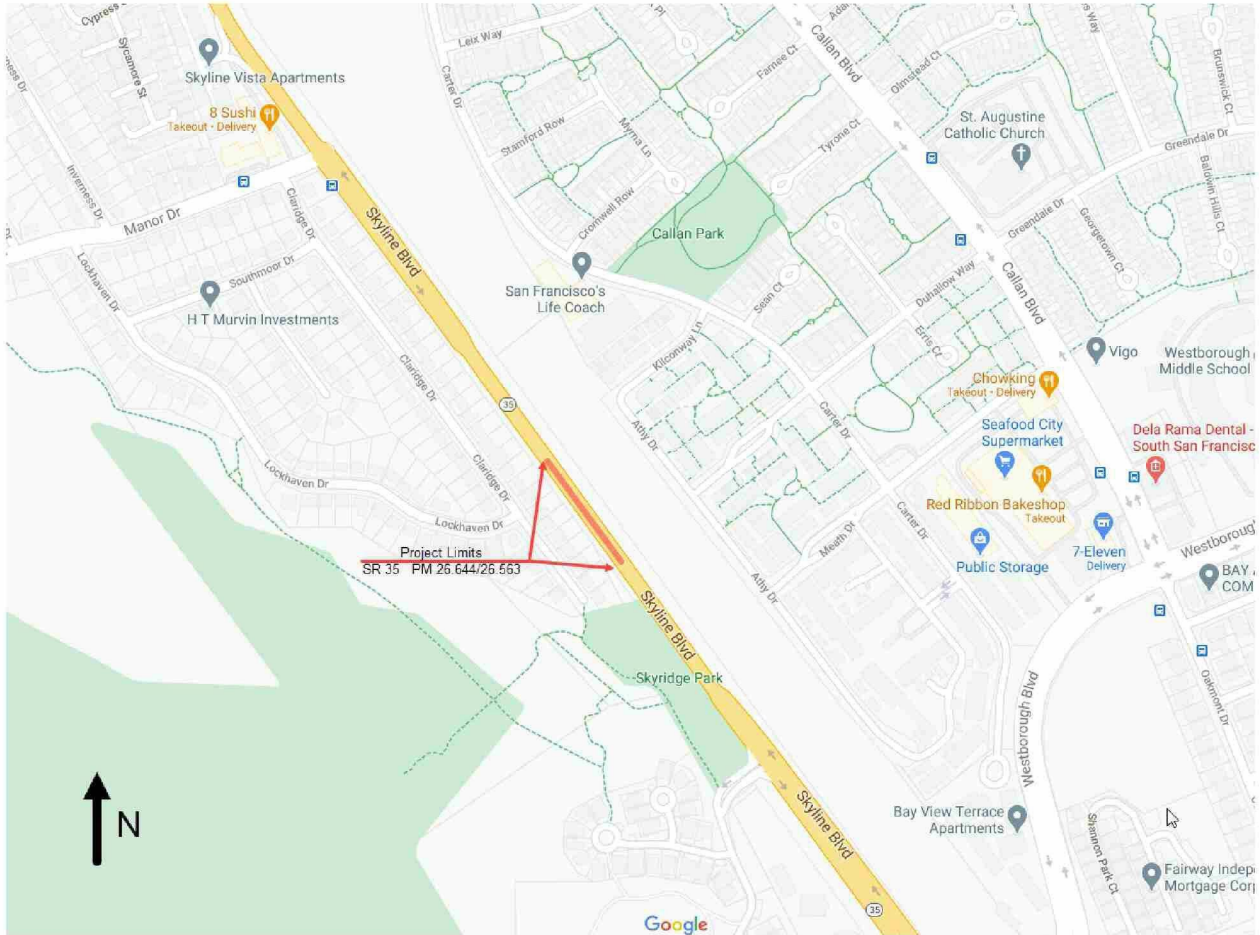 Cypress
Sycamore St
Skyline Vista Apartments
8 Sushi
Takeout - Delivery
Inverness Dr
Inverness Dr
Manor Dr
Claridge Dr
Lockhaven Dr
Southmoor Dr
H T Murvin Investments
Skyline Blvd
Claridge Dr
Lockhaven Dr
Claridge Dr
Lockhaven Dr
Project Limits
SR 35 PM 26.644/26.563
35
Leix Way
Carter Dr
Stamford Row
Myrna Ln
Cromwell Row
Farnee Ct
Tyrone Ct
Callan Park
San Francisco's
Life Coach
Sean Ct
Kilconway Ln
Athy Dr
Carter Dr
Pl
Callan Blvd
Olmstead Ct
St. Augustine
Catholic Church
Greendale Dr
Brunswick Ct
Baldwin Hills Ct
Greendale Dr
Georgetown Ct
Duhallow Way
Callan Blvd
Erris Ct
Vigo
Westborough
Middle School
Chowking
Takeout - Delivery
Seafood City
Supermarket
Dela Rama Dental -
South San Francisc
Red Ribbon Bakeshop
Takeout
Meath Dr
Carter Dr
Public Storage
7-Eleven
Delivery
Westboroug
BAY
COM
Athy Dr
Skyline Blvd
Skyridge Park
Westborough Blvd
Oakmont Dr
N
Skyline Blvd
Bay View Terrace
Apartments
Shannon Park Ct
Fairway Indep
Mortgage Corp
35
Google